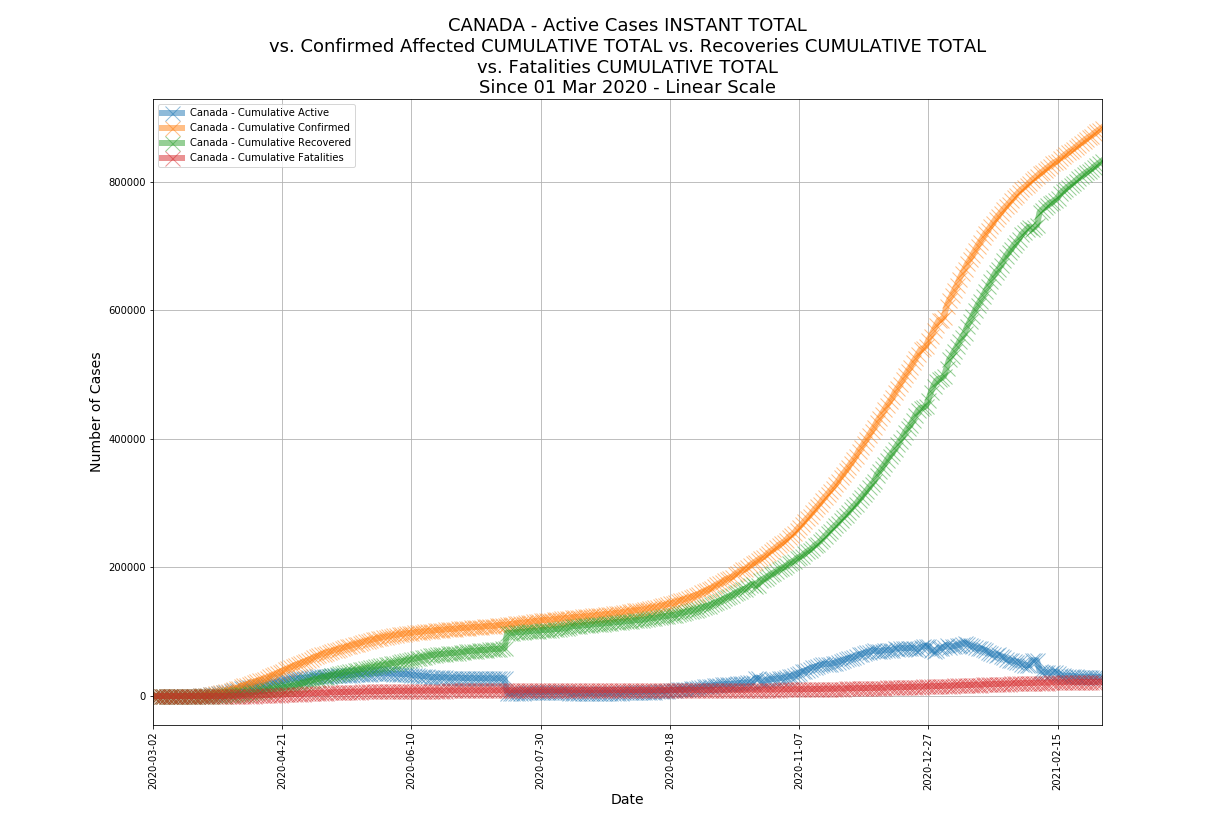 CANADA - Active Cases INSTANT TOTAL
vs. Confirmed Affected CUMULATIVE TOTAL vs. Recoveries CUMULATIVE TOTAL
vs. Fatalities CUMULATIVE TOTAL
Since 01 Mar 2020 - Linear Scale
Canada - Cumulative Active
Canada - Cumulative Confirmed
Canada - Cumulative Recovered
Canada - Cumulative Fatalities
800000
600000
400000
200000
0
Number of Cases
2020-03-02
2020-04-21
2020-06-10
2020-07-30
2020-09-18
2020-11-07
2020-12-27
2021-02-15
Date